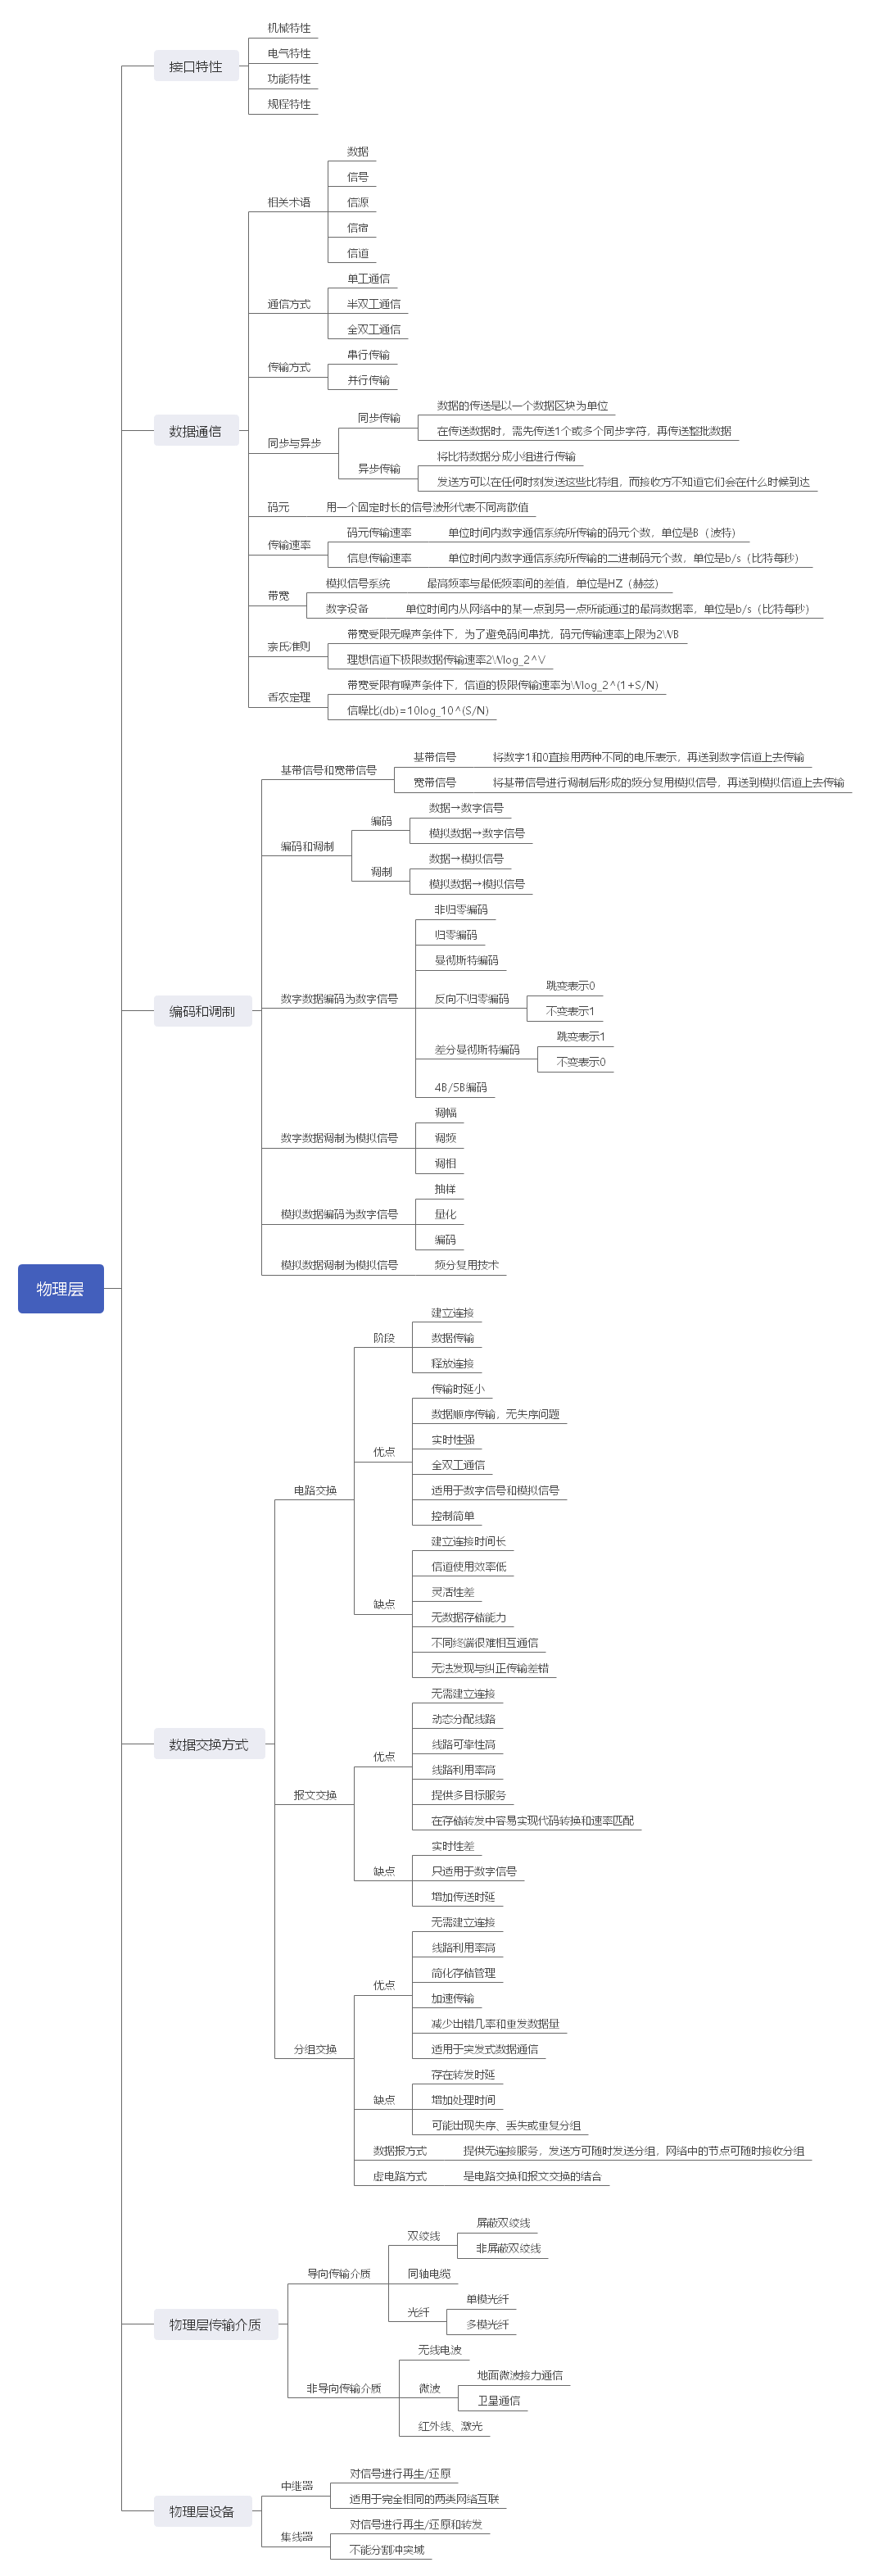 物理层
接口特性
机械特性
电气特性
功能特性
规程特性
数据通信
相关术语
数据
信号
信源
信宿
信道
通信方式
单工通信
半双工通信
全双工通信
传输方式
串行传输
并行传输
同步与异步
同步传输
数据的传送是以一个数据区块为单位
在传送数据时，需先传送1个或多个同步字符，再传送整批数据
异步传输
将比特数据分成小组进行传输
发送方可以在任何时刻发送这些比特组，而接收方不知道它们会在什么时候到达
码元
用一个固定时长的信号波形代表不同离散值
传输速率
码元传输速率
单位时间内数字通信系统所传输的码元个数，单位是B（波特）
信息传输速率
单位时间内数字通信系统所传输的二进制码元个数，单位是b/s（比特每秒）
带宽
模拟信号系统
最高频率与最低频率间的差值，单位是HZ（赫兹）
数字设备
单位时间内从网络中的某一点到另一点所能通过的最高数据率，单位是b/s（比特每秒）
奈氏准则
带宽受限无噪声条件下，为了避免码间串扰，码元传输速率上限为2WB
理想信道下极限数据传输速率2Wlog_2^V
香农定理
带宽受限有噪声条件下，信道的极限传输速率为Wlog_2^(1+S/N)
信噪比(db)=10log_10^(S/N)
编码和调制
基带信号和宽带信号
基带信号
将数字1和0直接用两种不同的电压表示，再送到数字信道上去传输
宽带信号
将基带信号进行调制后形成的频分复用模拟信号，再送到模拟信道上去传输
编码和调制
编码
数据→数字信号
模拟数据→数字信号
调制
数据→模拟信号
模拟数据→模拟信号
数字数据编码为数字信号
非归零编码
归零编码
曼彻斯特编码
反向不归零编码
跳变表示0
不变表示1
差分曼彻斯特编码
跳变表示1
不变表示0
4B/5B编码
数字数据调制为模拟信号
调幅
调频
调相
模拟数据编码为数字信号
抽样
量化
编码
模拟数据调制为模拟信号
频分复用技术
数据交换方式
电路交换
阶段
建立连接
数据传输
释放连接
优点
传输时延小
数据顺序传输，无失序问题
实时性强
全双工通信
适用于数字信号和模拟信号
控制简单
缺点
建立连接时间长
信道使用效率低
灵活性差
无数据存储能力
不同终端很难相互通信
无法发现与纠正传输差错
报文交换
优点
无需建立连接
动态分配线路
线路可靠性高
线路利用率高
提供多目标服务
在存储转发中容易实现代码转换和速率匹配
缺点
实时性差
只适用于数字信号
增加传送时延
分组交换
优点
无需建立连接
线路利用率高
简化存储管理
加速传输
减少出错几率和重发数据量
适用于突发式数据通信
缺点
存在转发时延
增加处理时间
可能出现失序、丢失或重复分组
数据报方式
提供无连接服务，发送方可随时发送分组，网络中的节点可随时接收分组
虚电路方式
是电路交换和报文交换的结合
物理层传输介质
导向传输介质
双绞线
屏蔽双绞线
非屏蔽双绞线
同轴电缆
光纤
单模光纤
多模光纤
非导向传输介质
无线电波
微波
地面微波接力通信
卫星通信
红外线、激光
物理层设备
中继器
对信号进行再生/还原
适用于完全相同的两类网络互联
集线器
对信号进行再生/还原和转发
不能分割冲突域